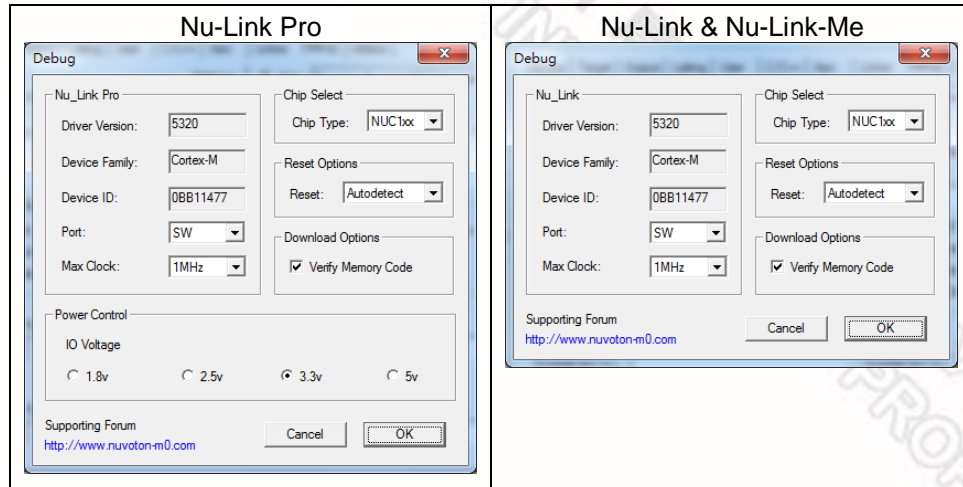 Nu-Link Pro
Debug
Nu_Link Pro
Driver Version: 5320
Device Family: Cortex-M
Device ID: 0BB11477
Port: SW
Max Clock: 1MHz
Chip Select
Chip Type: NUC1xx
Reset Options
Reset: Autodetect
Download Options
Verify Memory Code
Power Control
IO Voltage
1.8v 2.5v 3.3v 5v
Supporting Forum
http://www.nuvoton-m0.com
Cancel OK
Nu-Link & Nu-Link-Me
Debug
Nu_Link
Driver Version: 5320
Device Family: Cortex-M
Device ID: 0BB11477
Port: SW
Max Clock: 1MHz
Chip Select
Chip Type: NUC1xx
Reset Options
Reset: Autodetect
Download Options
Verify Memory Code
Supporting Forum
http://www.nuvoton-m0.com
Cancel OK